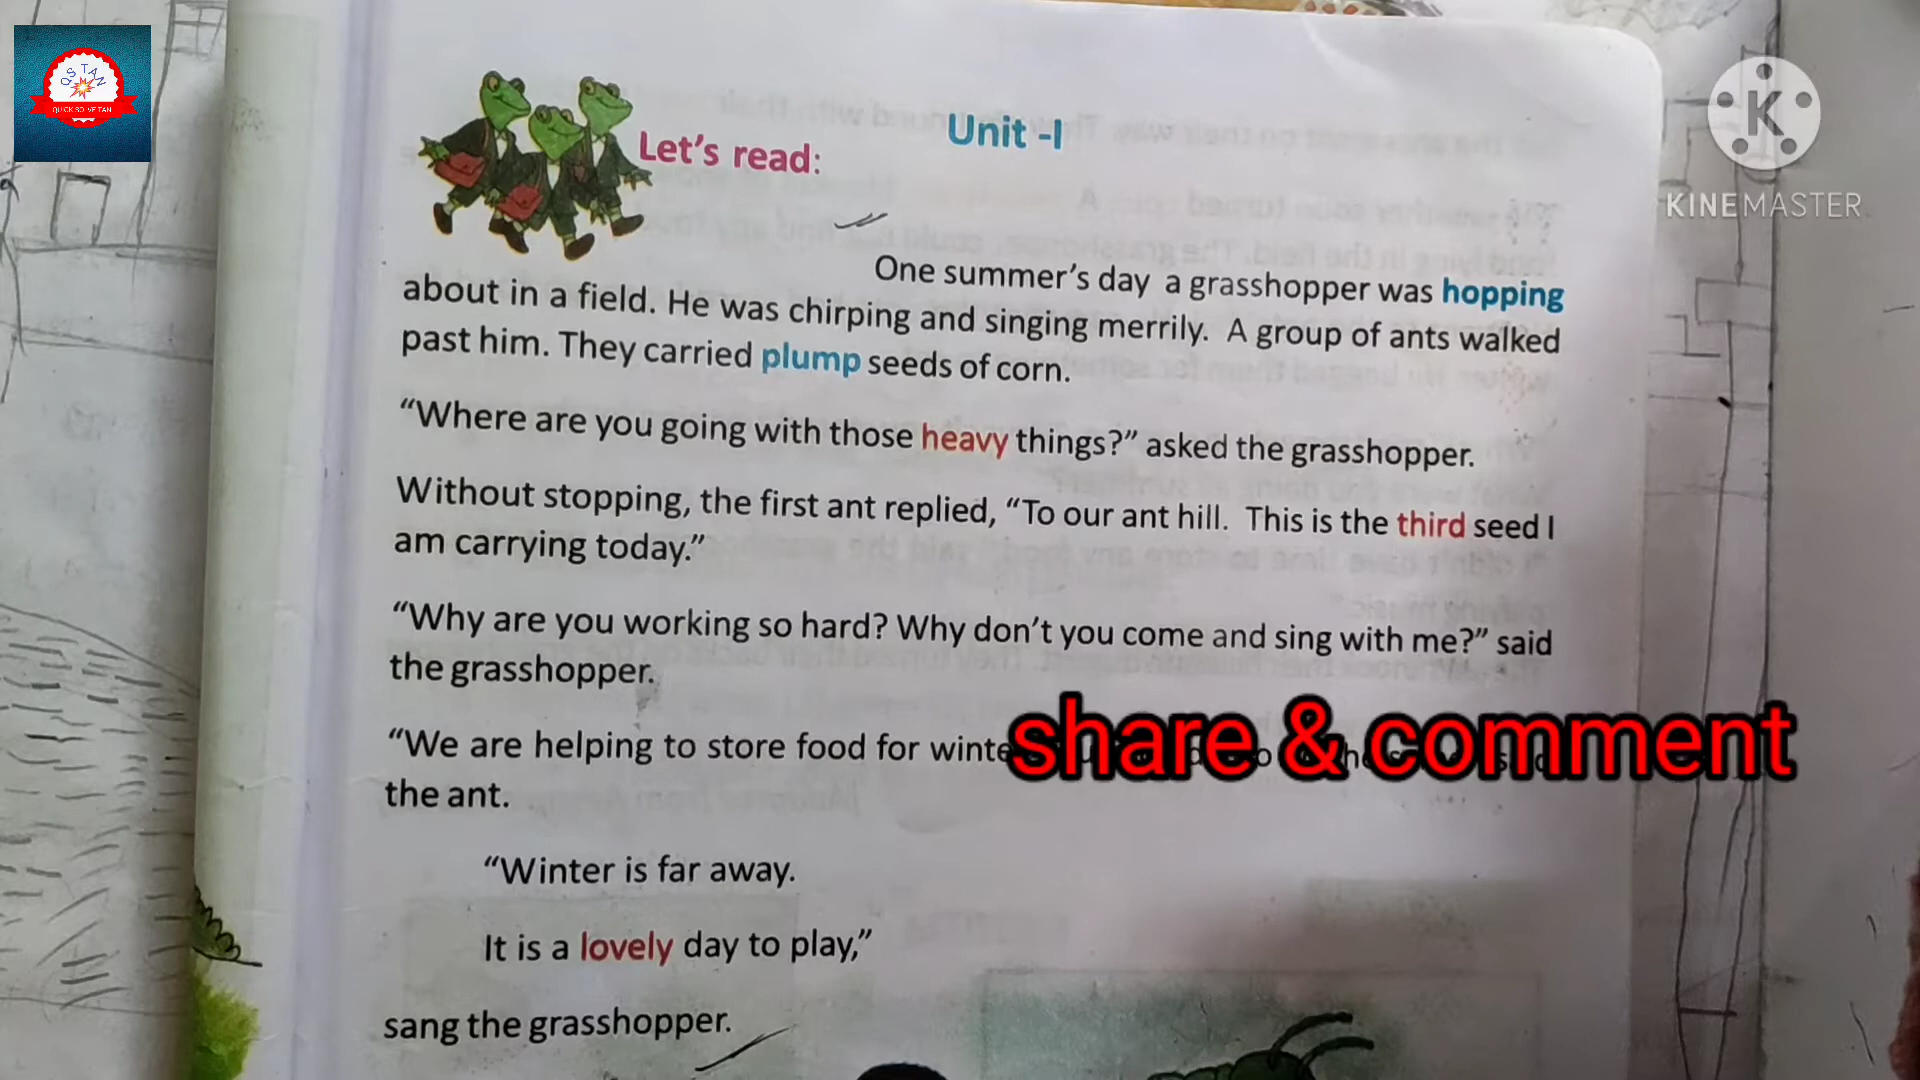 QSTAN
QUICK SOLVE TAN
KINEMASTER
Unit -I
Let's read:
One summer's day a grasshopper was hopping
about in a field. He was chirping and singing merrily. A group of ants walked
past him. They carried plump seeds of corn.
“Where are you going with those heavy things?” asked the grasshopper.
Without stopping, the first ant replied, “To our ant hill. This is the third seed I
am carrying today.”
“Why are you working so hard? Why don't you come and sing with me?” said
the grasshopper.
“We are helping to store food for
share & comment
the ant.
“Winter is far away.
It is a lovely day to play,”
sang the grasshopper.